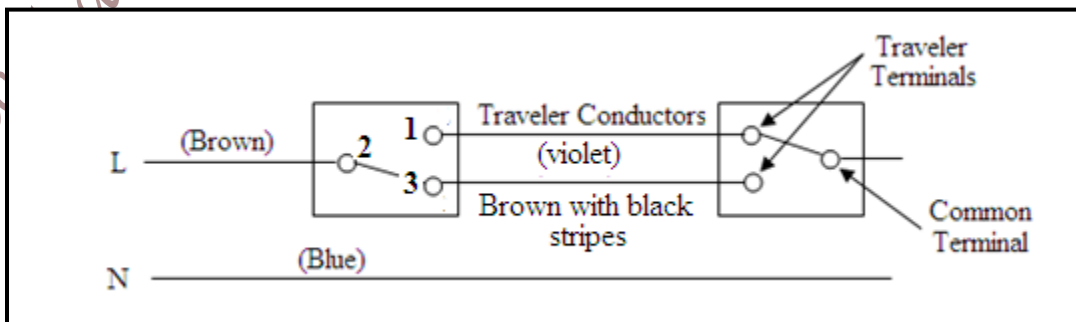 Traveler
Terminals
Traveler Conductors
(Brown)
1
2
(violet)
L
3
Brown with black
stripes
Common
Terminal
(Blue)
N